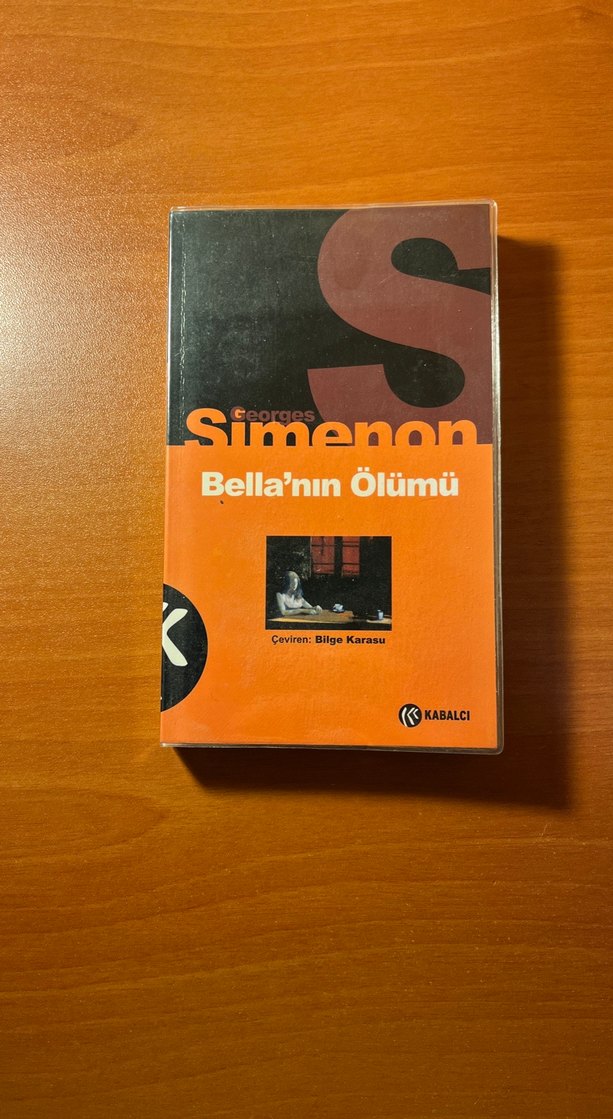 S
Georges
Simenon
Bella'nın Ölümü
Çeviren: Bilge Karasu
K
KABALCI